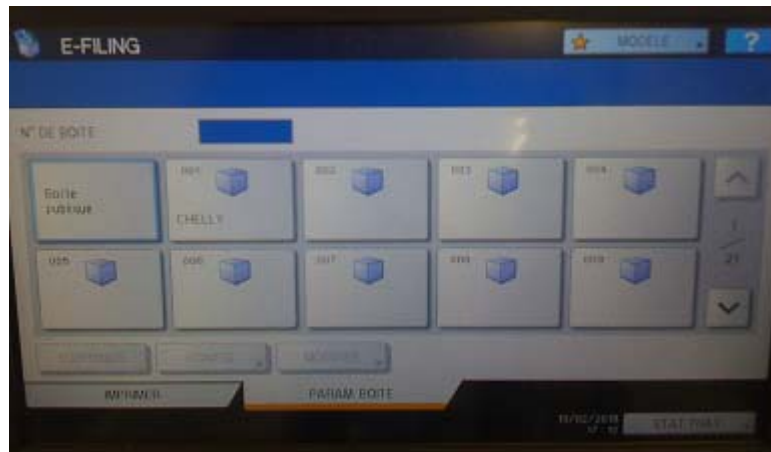 E-FILING
MODELE
?
N° DE BOITE
Boite
publique
001
CHELLY
002
003
004
1
21
005
006
007
008
009
IMPRIMER
PARAM. BOITE